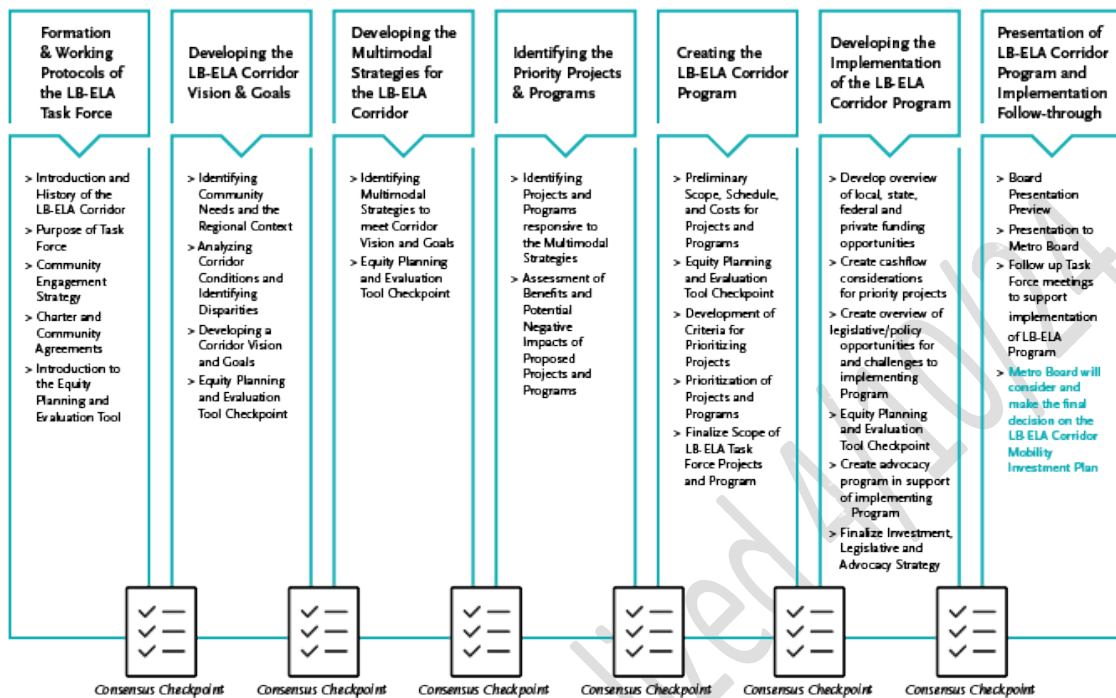 Formation
& Working
Protocols of
the LB-ELA
Task Force
> Introduction and
History of the
LB-ELA Corridor
> Purpose of Task
Force
> Community
Engagement
Strategy
> Charter and
Community
Agreements
> Introduction to
the Equity
Planning and
Evaluation Tool
Developing the
LB-ELA Corridor
Vision & Goals
> Identifying
Community
Needs and the
Regional Context
> Analyzing
Corridor
Conditions and
Identifying
Disparities
> Developing a
Corridor Vision
and Goals
> Equity Planning
and Evaluation
Tool Checkpoint
Developing the
Multimodal
Strategies for
the LB-ELA
Corridor
> Identifying
Multimodal
Strategies to
meet Corridor
Vision and Goals
> Equity Planning
and Evaluation
Tool Checkpoint
Identifying the
Priority Projects
& Programs
> Identifying
Projects and
Programs
responsive to
the Multimodal
Strategies
> Assessment of
Benefits and
Potential
Negative
Impacts of
Proposed
Projects and
Programs
Creating the
LB-ELA Corridor
Program
> Preliminary
Scope, Schedule,
and Costs for
Projects and
Programs
> Equity Planning
and Evaluation
Tool Checkpoint
> Development of
Criteria for
Prioritizing
Projects
> Prioritization of
Projects and
Programs
> Finalize Scope of
LB-ELA Task
Force Projects
and Program
Developing the
Implementation
of the LB-ELA
Corridor Program
> Develop overview
of local, state,
federal and
private funding
opportunities
> Create cashflow
considerations
for priority projects
> Create overview of
legislative/policy
opportunities for
and challenges to
implementing
Program
> Equity Planning
and Evaluation
Tool Checkpoint
> Create advocacy
program in support
of implementing
Program
> Finalize Investment,
Legislative and
Advocacy Strategy
Presentation of
LB-ELA Corridor
Program and
Implementation
Follow-through
> Board
Presentation
Preview
> Presentation to
Metro Board
> Follow up Task
Force meetings
to support
implementation
of LB-ELA
Program
> Metro Board will
consider and
make the final
decision on the
LB-ELA Corridor
Mobility
Investment Plan
Consensus Checkpoint
Consensus Checkpoint
Consensus Checkpoint
Consensus Checkpoint
Consensus Checkpoint
Consensus Checkpoint
4/10/24